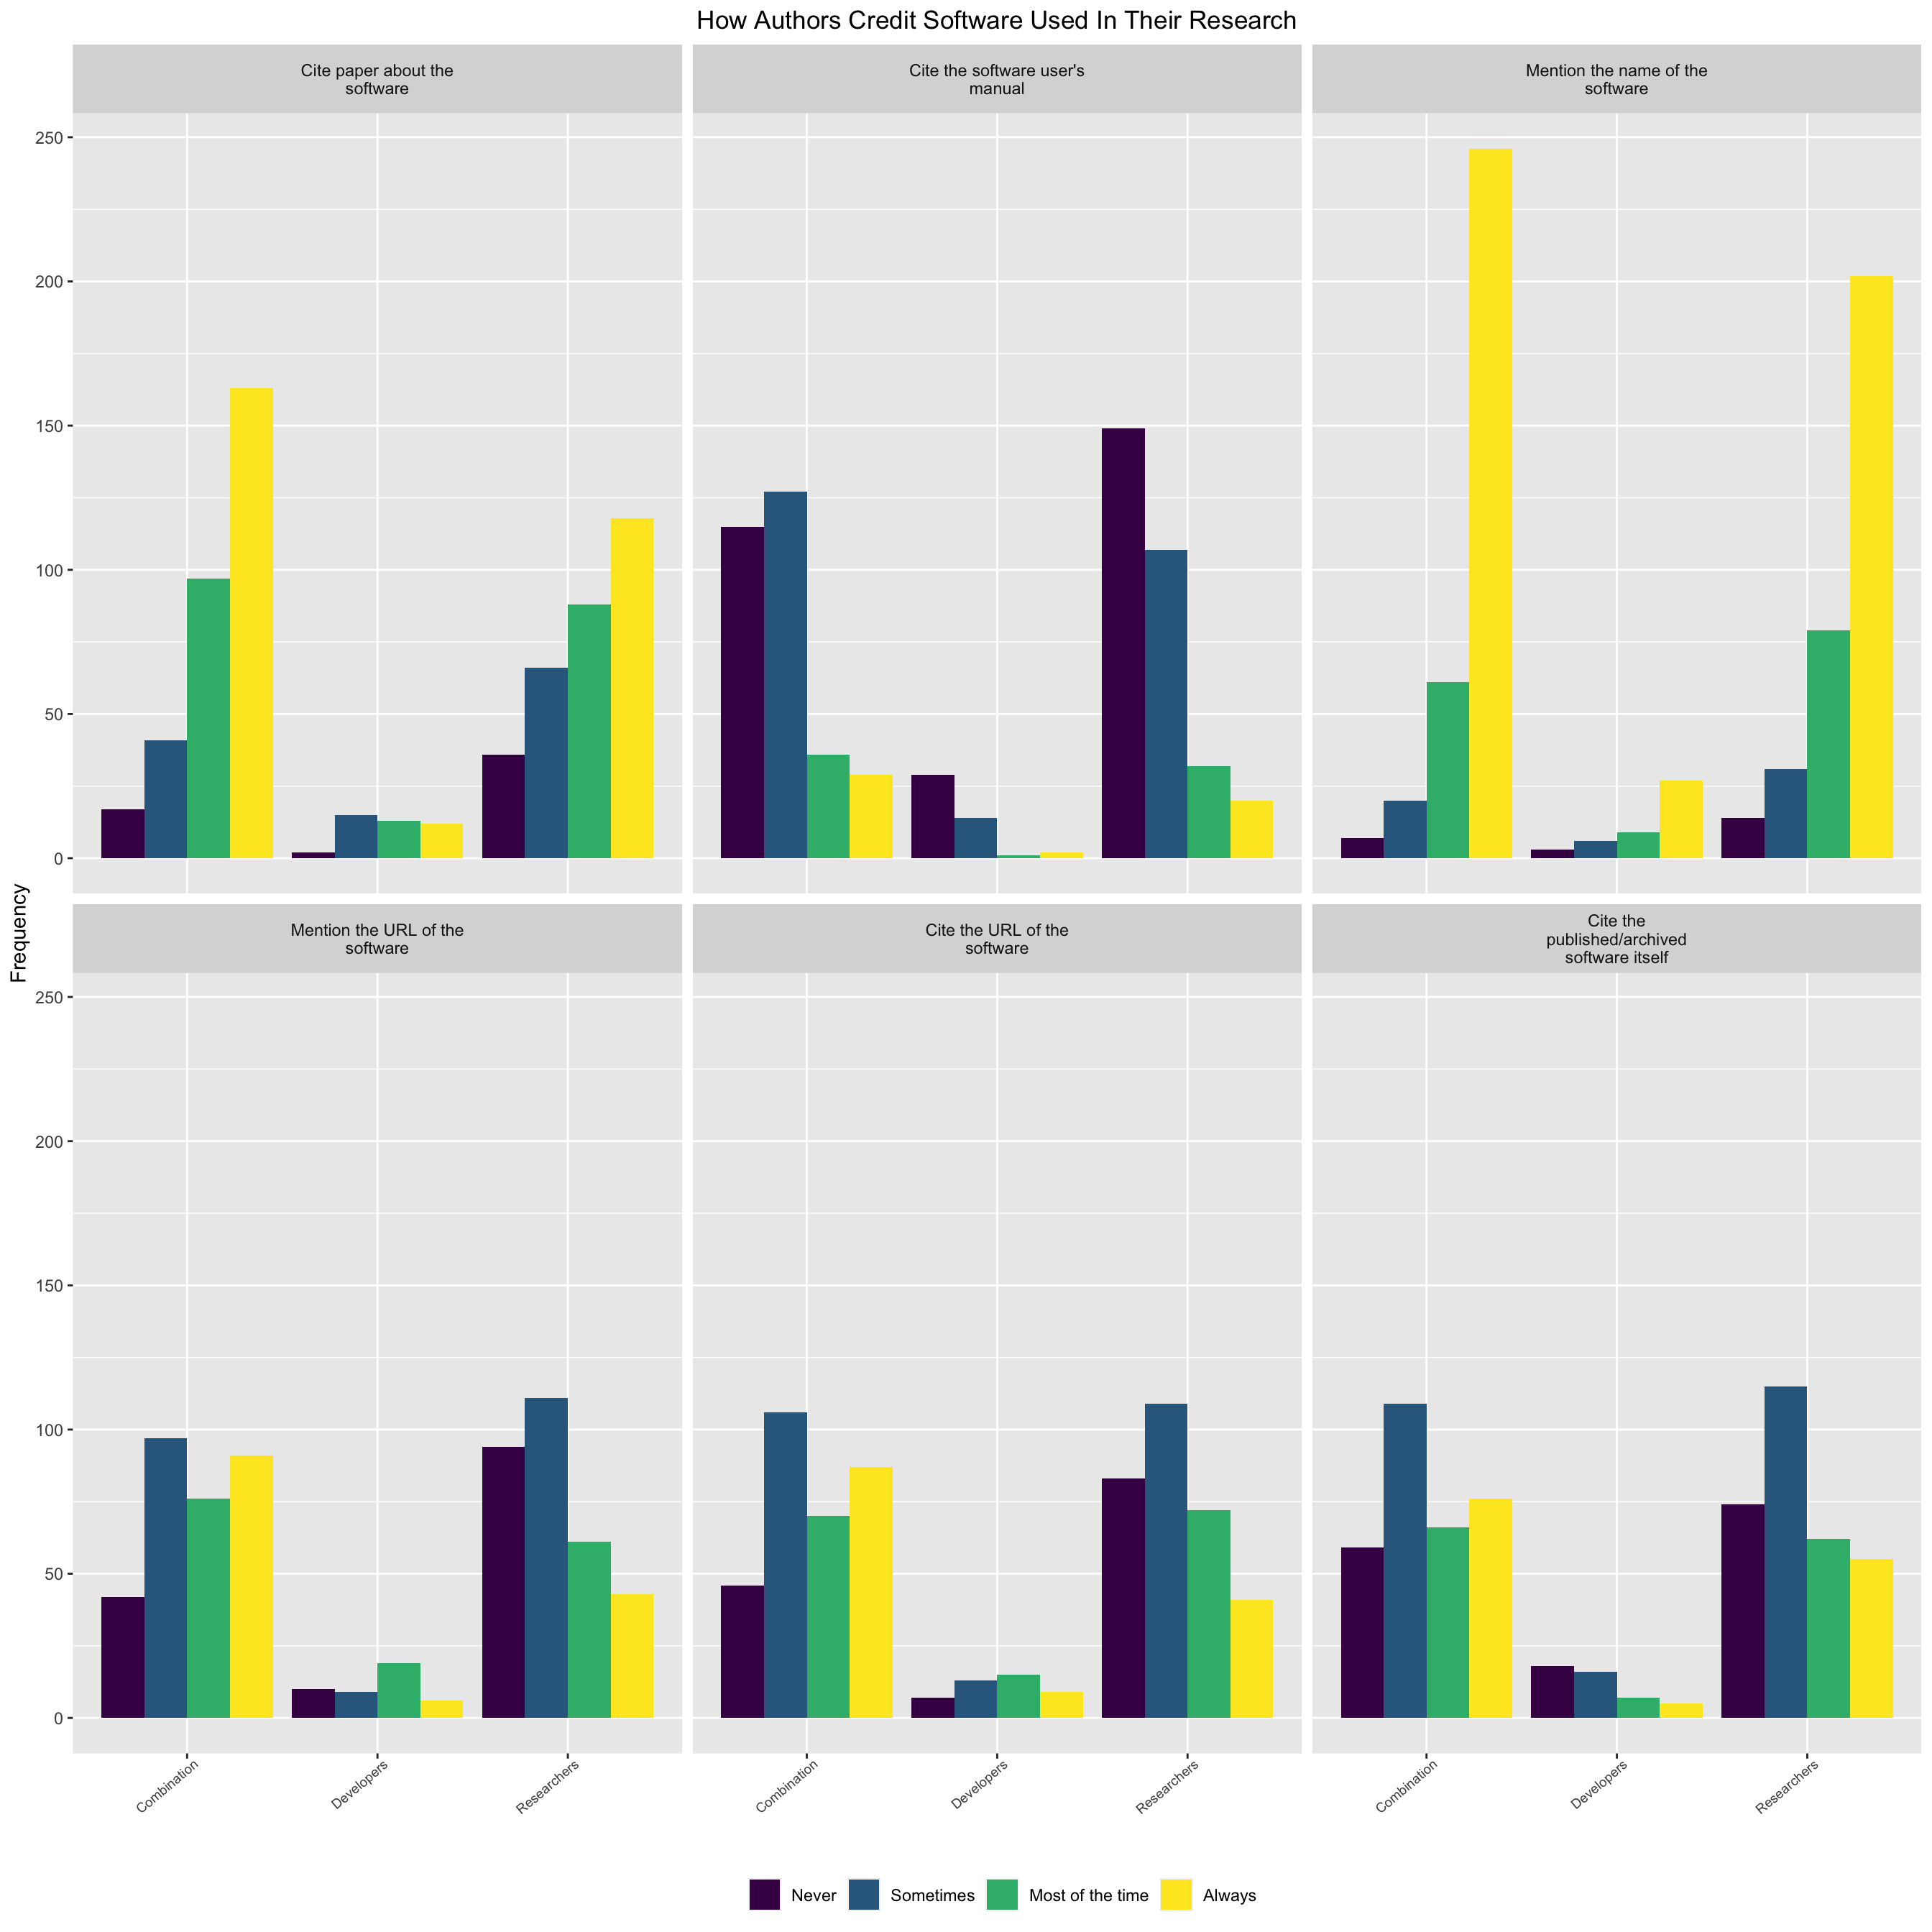 How Authors Credit Software Used In Their Research
Cite paper about the
software
Cite the software user's
manual
Mention the name of the
software
250
200
150
100
50
0
Frequency
Mention the URL of the
software
Cite the URL of the
software
Cite the
published/archived
software itself
250
200
150
100
50
0
Combination
Developers
Researchers
Combination
Developers
Researchers
Combination
Developers
Researchers
Never
Sometimes
Most of the time
Always